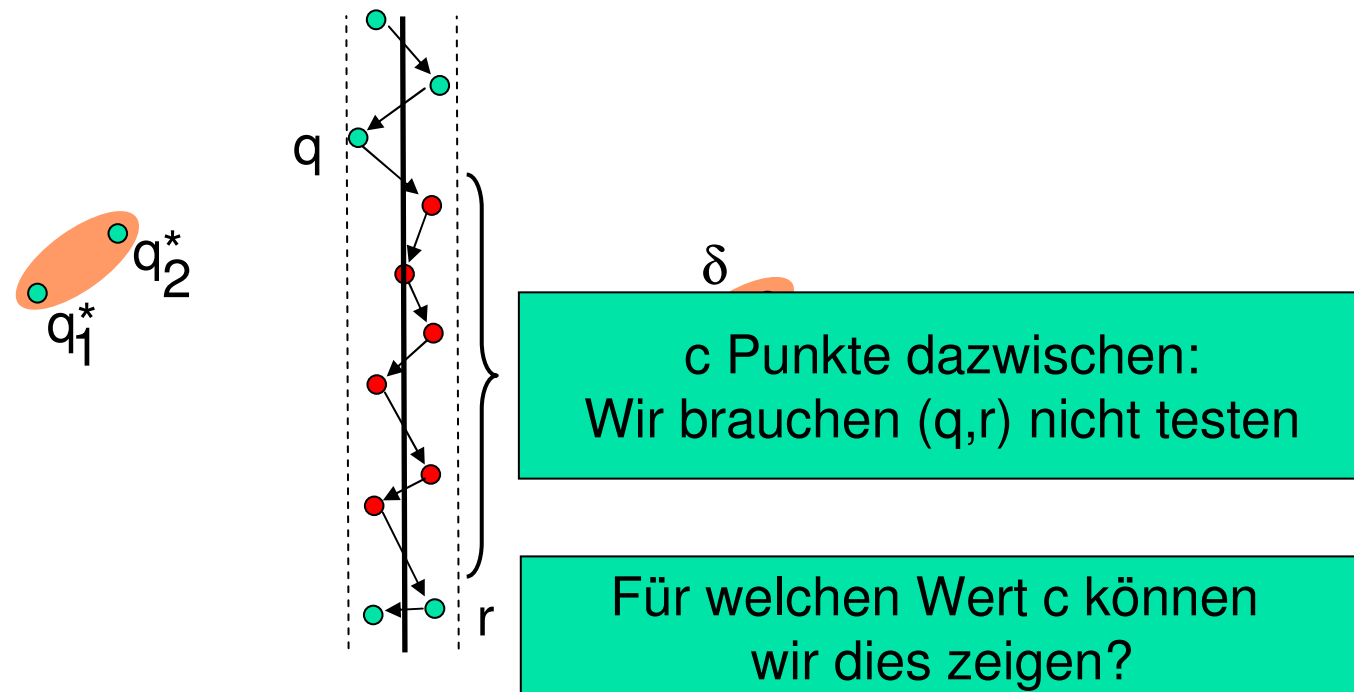 q
q*2
q*1
δ
c Punkte dazwischen:
Wir brauchen (q,r) nicht testen
r
Für welchen Wert c können
wir dies zeigen?